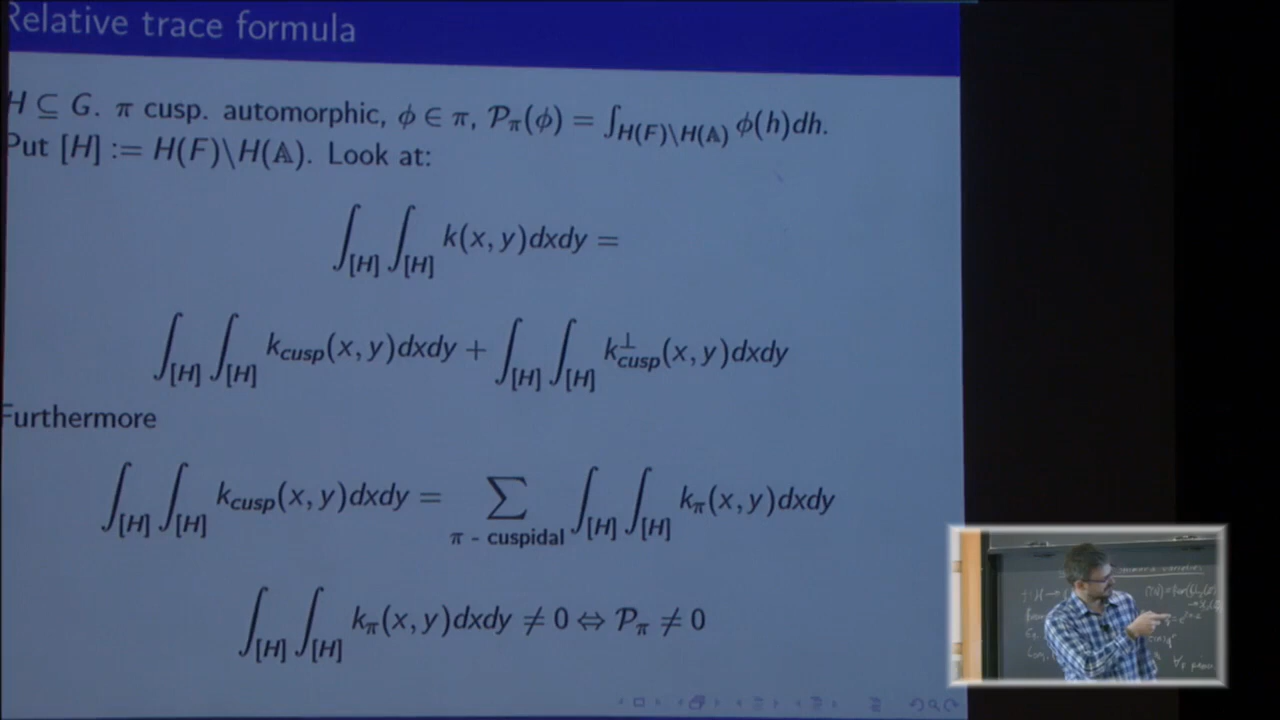 Relative trace formula
H ⊆ G. π cusp. automorphic, ϕ ∈ π, 𝒫_π(ϕ) = ∫_{H(F)\H(𝔸)} ϕ(h)dh.
Put [H] := H(F)\H(𝔸). Look at:
∫_{[H]} ∫_{[H]} k(x, y)dxdy =
∫_{[H]} ∫_{[H]} k_{cusp}(x, y)dxdy + ∫_{[H]} ∫_{[H]} k^⊥_{cusp}(x, y)dxdy
Furthermore
∫_{[H]} ∫_{[H]} k_{cusp}(x, y)dxdy = ∑_{π - cuspidal} ∫_{[H]} ∫_{[H]} k_π(x, y)dxdy
∫_{[H]} ∫_{[H]} k_π(x, y)dxdy ≠ 0 ⇔ 𝒫_π ≠ 0